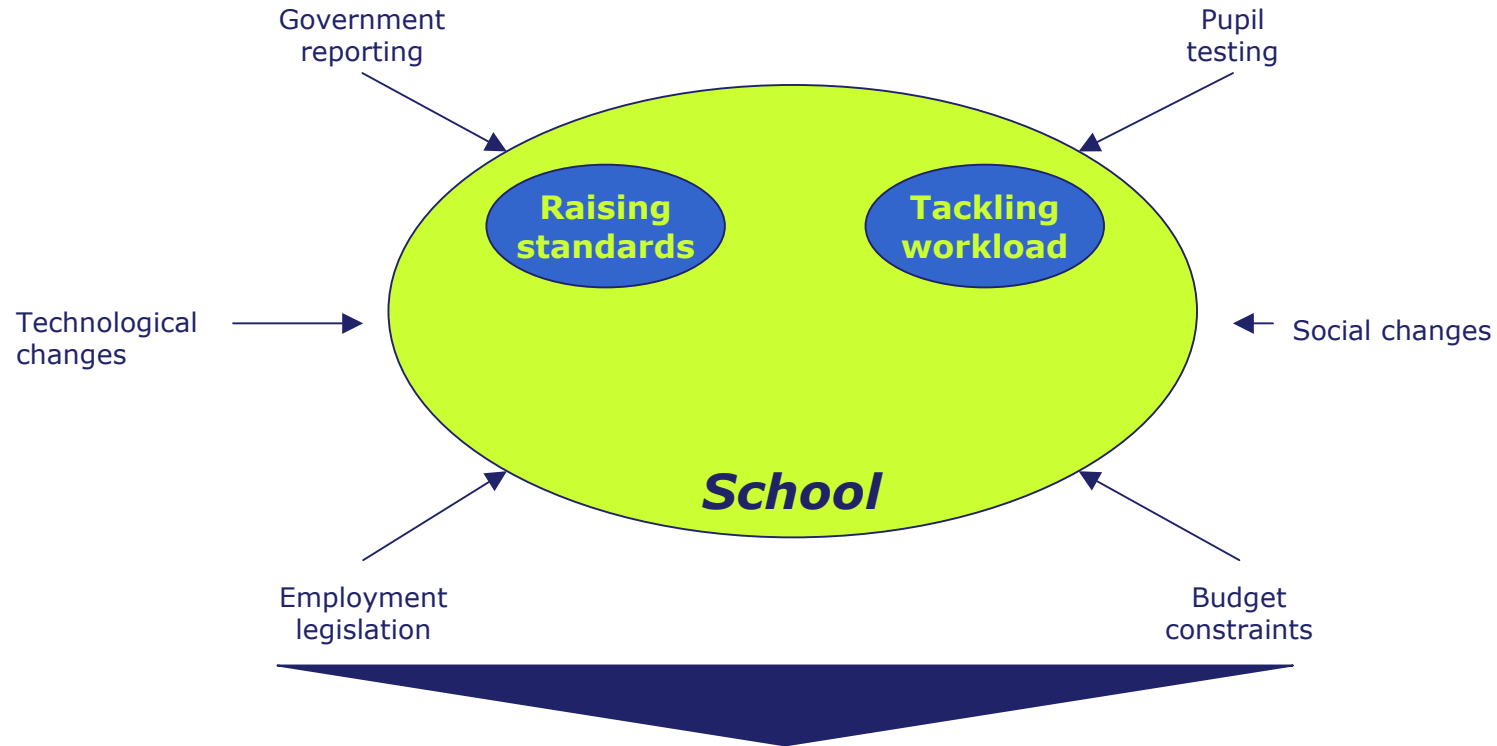 Government
reporting
Pupil
testing
Raising
standards
Tackling
workload
Technological
changes
Social changes
School
Employment
legislation
Budget
constraints